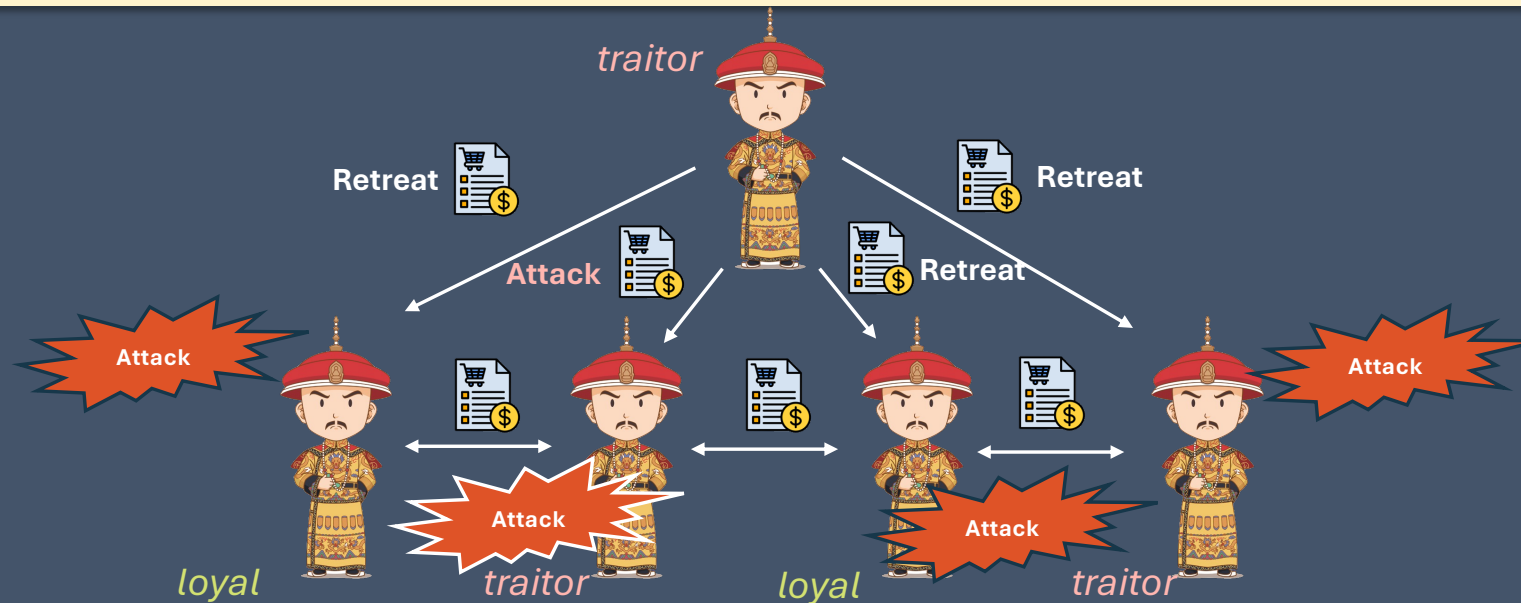 traitor
Retreat
Retreat
Attack
Retreat
Attack
Attack
Attack
Attack
loyal
traitor
loyal
traitor